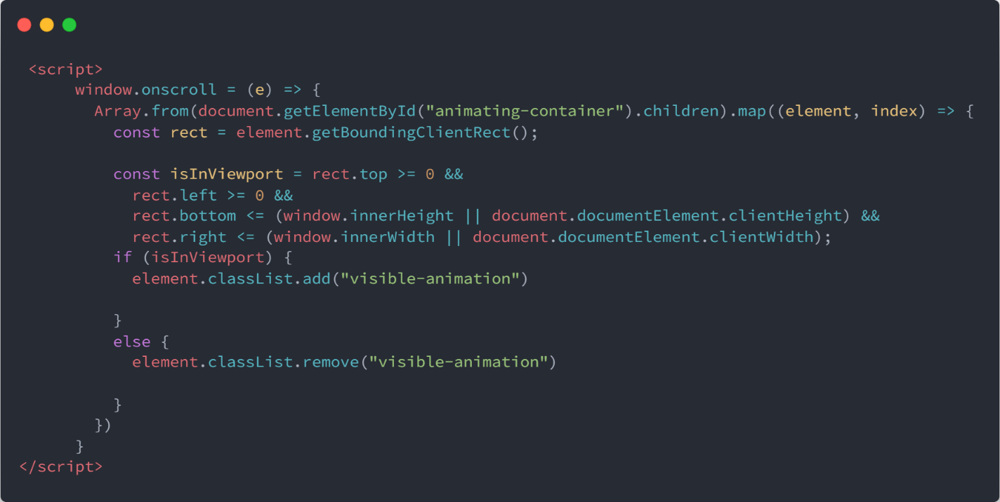 <script>
window.onscroll = (e) => {
Array.from(document.getElementById("animating-container").children).map((element, index) => {
const rect = element.getBoundingClientRect();
const isInViewport = rect.top >= 0 &&
rect.left >= 0 &&
rect.bottom <= (window.innerHeight || document.documentElement.clientHeight) &&
rect.right <= (window.innerWidth || document.documentElement.clientWidth);
if (isInViewport) {
element.classList.add("visible-animation")
}
else {
element.classList.remove("visible-animation")
}
})
}
</script>